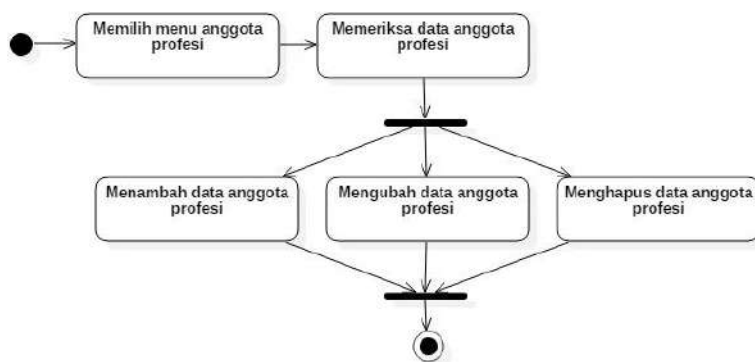 Memilih menu anggota
profesi
Memeriksa data anggota
profesi
Menambah data anggota
profesi
Mengubah data anggota
profesi
Menghapus data anggota
profesi